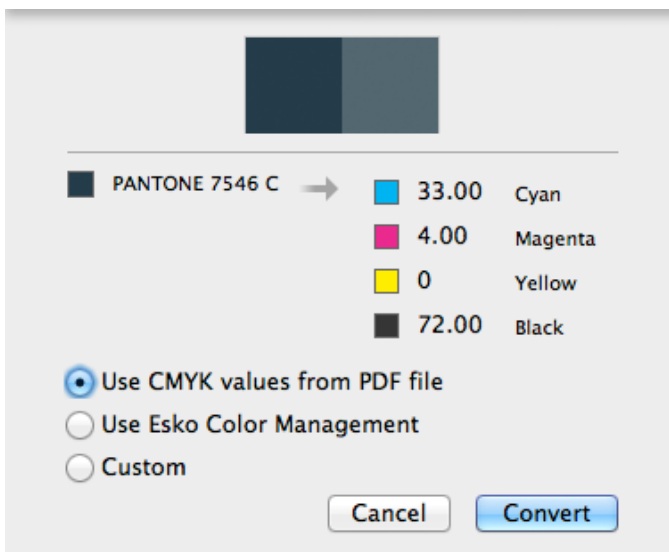 PANTONE 7546 C
33.00 Cyan
4.00 Magenta
0 Yellow
72.00 Black
Use CMYK values from PDF file
Use Esko Color Management
Custom
Cancel Convert